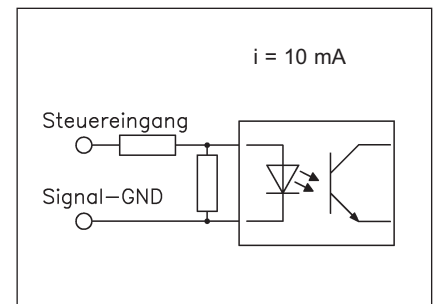 i = 10 mA
Steuereingang
Signal-GND